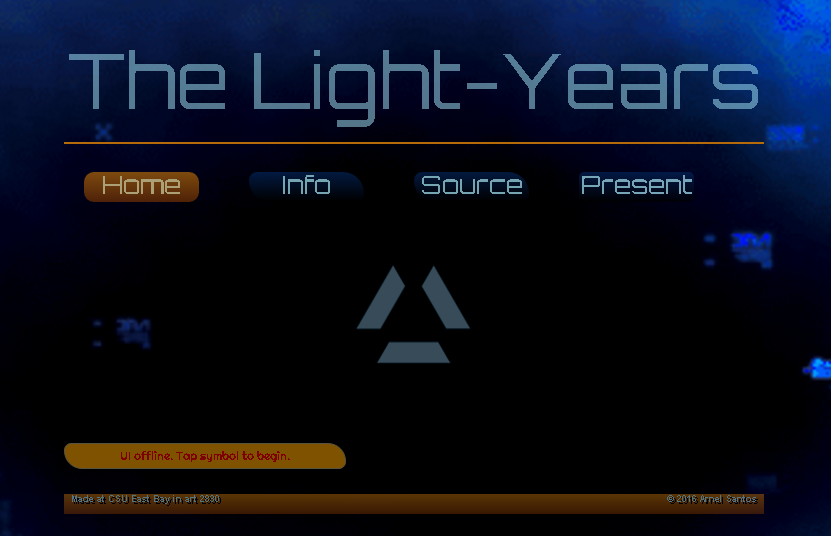 The Light-Years
Home Info Source Present
UI offline. Tap symbol to begin.
Made at CSU East Bay in art 2830 © 2016 Arnell Santos